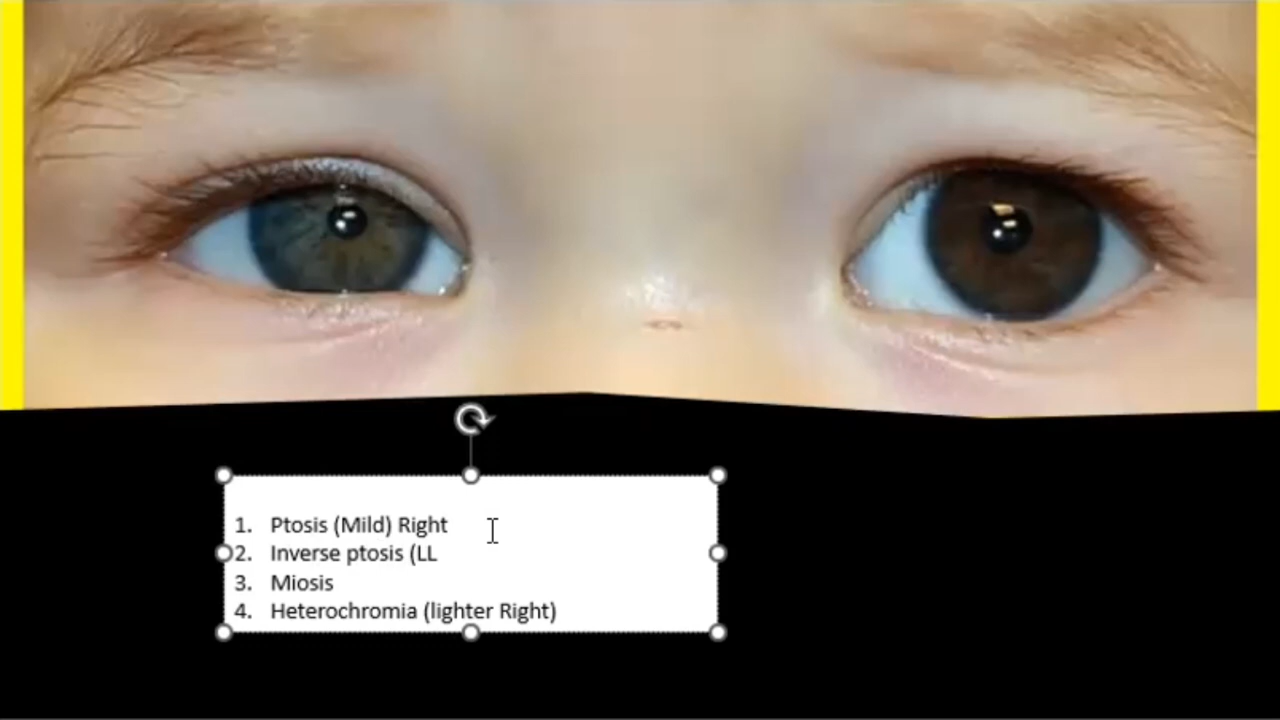 1. Ptosis (Mild) Right
2. Inverse ptosis (LL
3. Miosis
4. Heterochromia (lighter Right)